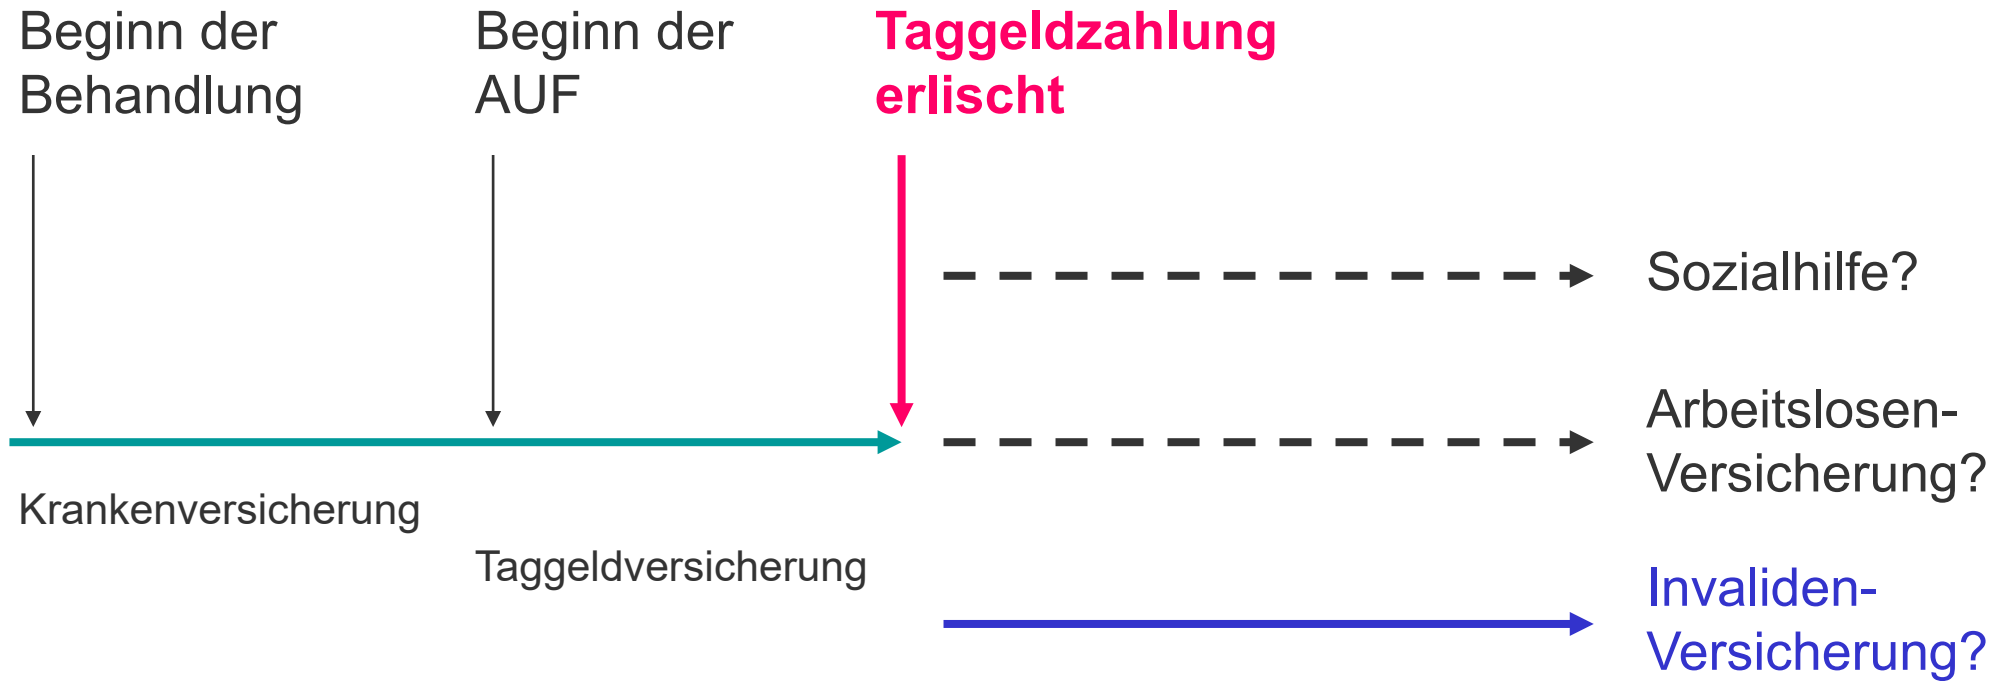 Beginn der
Behandlung
Beginn der
AUF
Taggeldzahlung
erlischt
Sozialhilfe?
Arbeitslosen-
Versicherung?
Krankenversicherung
Taggeldversicherung
Invaliden-
Versicherung?